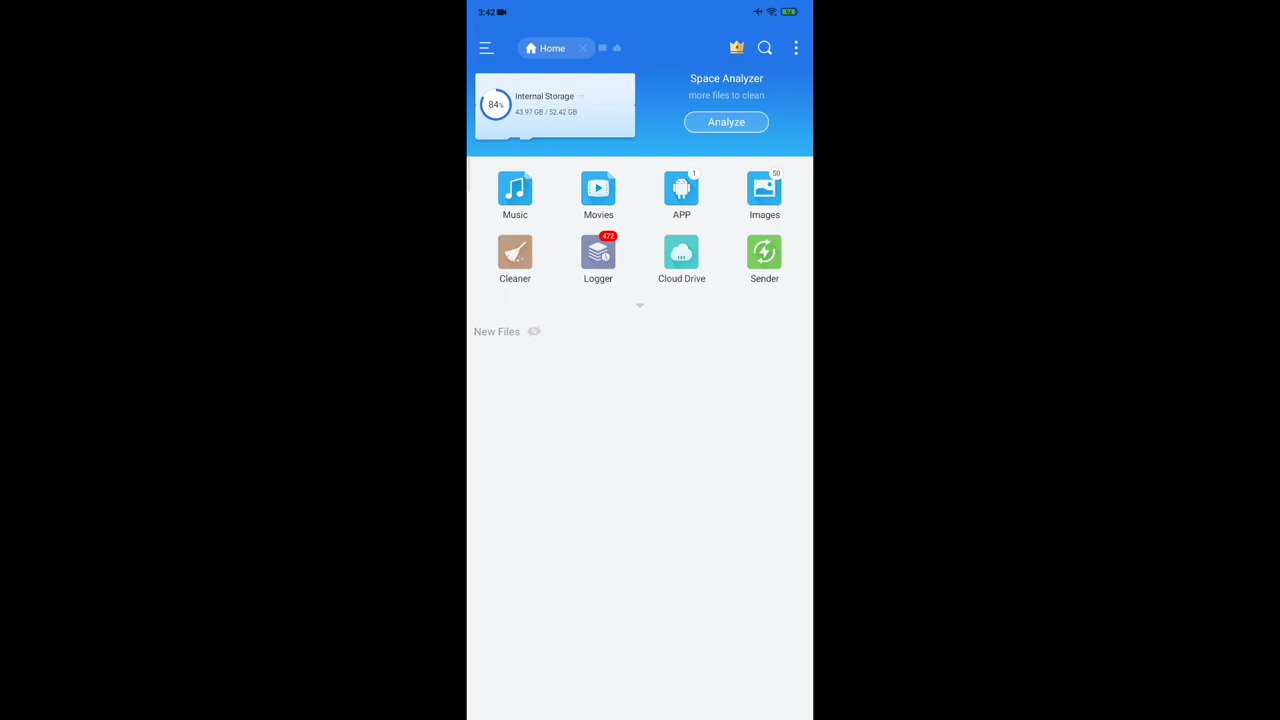 3:42
94
Home
Space Analyzer
more files to clean
Analyze
84%
Internal Storage
43.97 GB / 52.42 GB
1
50
Music
Movies
APP
Images
472
Cleaner
Logger
Cloud Drive
Sender
New Files